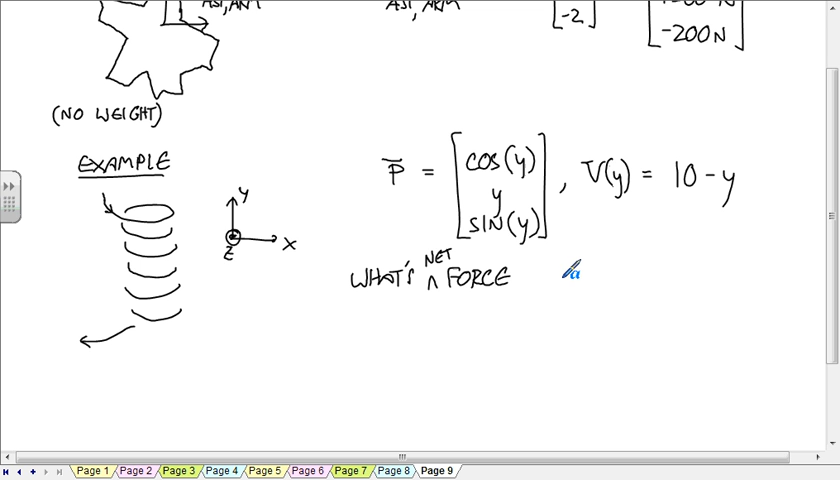 [-2] -200N
(NO WEIGHT)
EXAMPLE
P̄ = [cos(y) y SIN(y)], V(y) = 10 - y
Y
X
Z
WHAT'S NET FORCE
Page 1 Page 2 Page 3 Page 4 Page 5 Page 6 Page 7 Page 8 Page 9